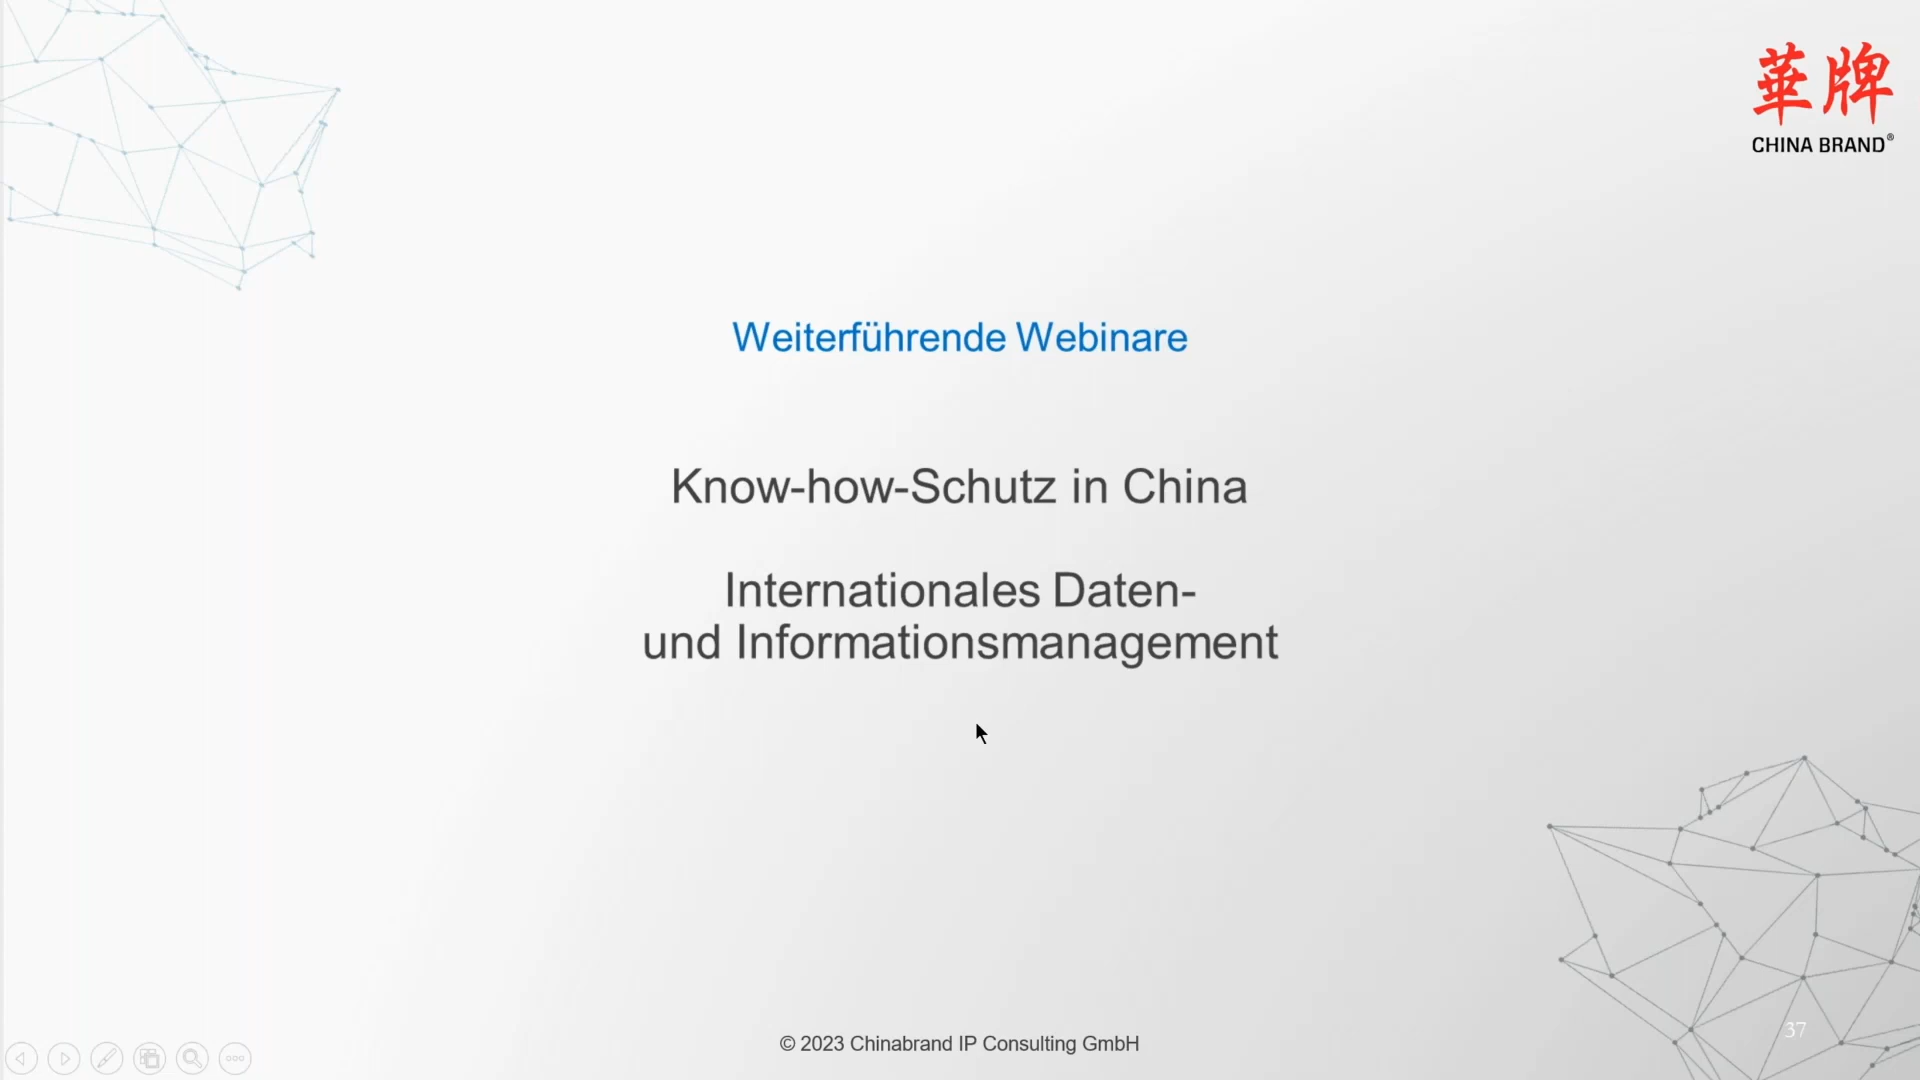 華牌
CHINA BRAND®
Weiterführende Webinare
Know-how-Schutz in China
Internationales Daten-
und Informationsmanagement
© 2023 Chinabrand IP Consulting GmbH
37